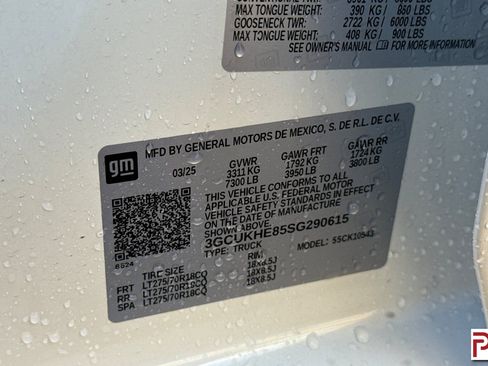 MAX TONGUE WEIGHT: 390 KG / 880 LBS
GOOSENECK TWR: 2722 KG / 6000 LBS
MAX TONGUE WEIGHT: 408 KG / 900 LBS
SEE OWNER'S MANUAL FOR MORE INFORMATION
gm
MFD BY GENERAL MOTORS DE MEXICO, S. DE R.L. DE C.V.
03/25 GVWR GAWR FRT GAWR RR
3311 KG 1792 KG 1724 KG
7300 LB 3950 LB 3800 LB
THIS VEHICLE CONFORMS TO ALL
APPLICABLE U.S. FEDERAL MOTOR
VEHICLE SAFETY STANDARDS IN EFFECT
ON THE DATE OF MANUFACTURE
SHOWN ABOVE.
3GCUKHE85SG290615
TYPE: TRUCK MODEL: 55CK10543
8624
TIRE SIZE RIM
FRT LT275/70R18CQ 18X8.5J
RR LT275/70R18CQ 18X8.5J
SPA LT275/70R18CQ 18X8.5J
P